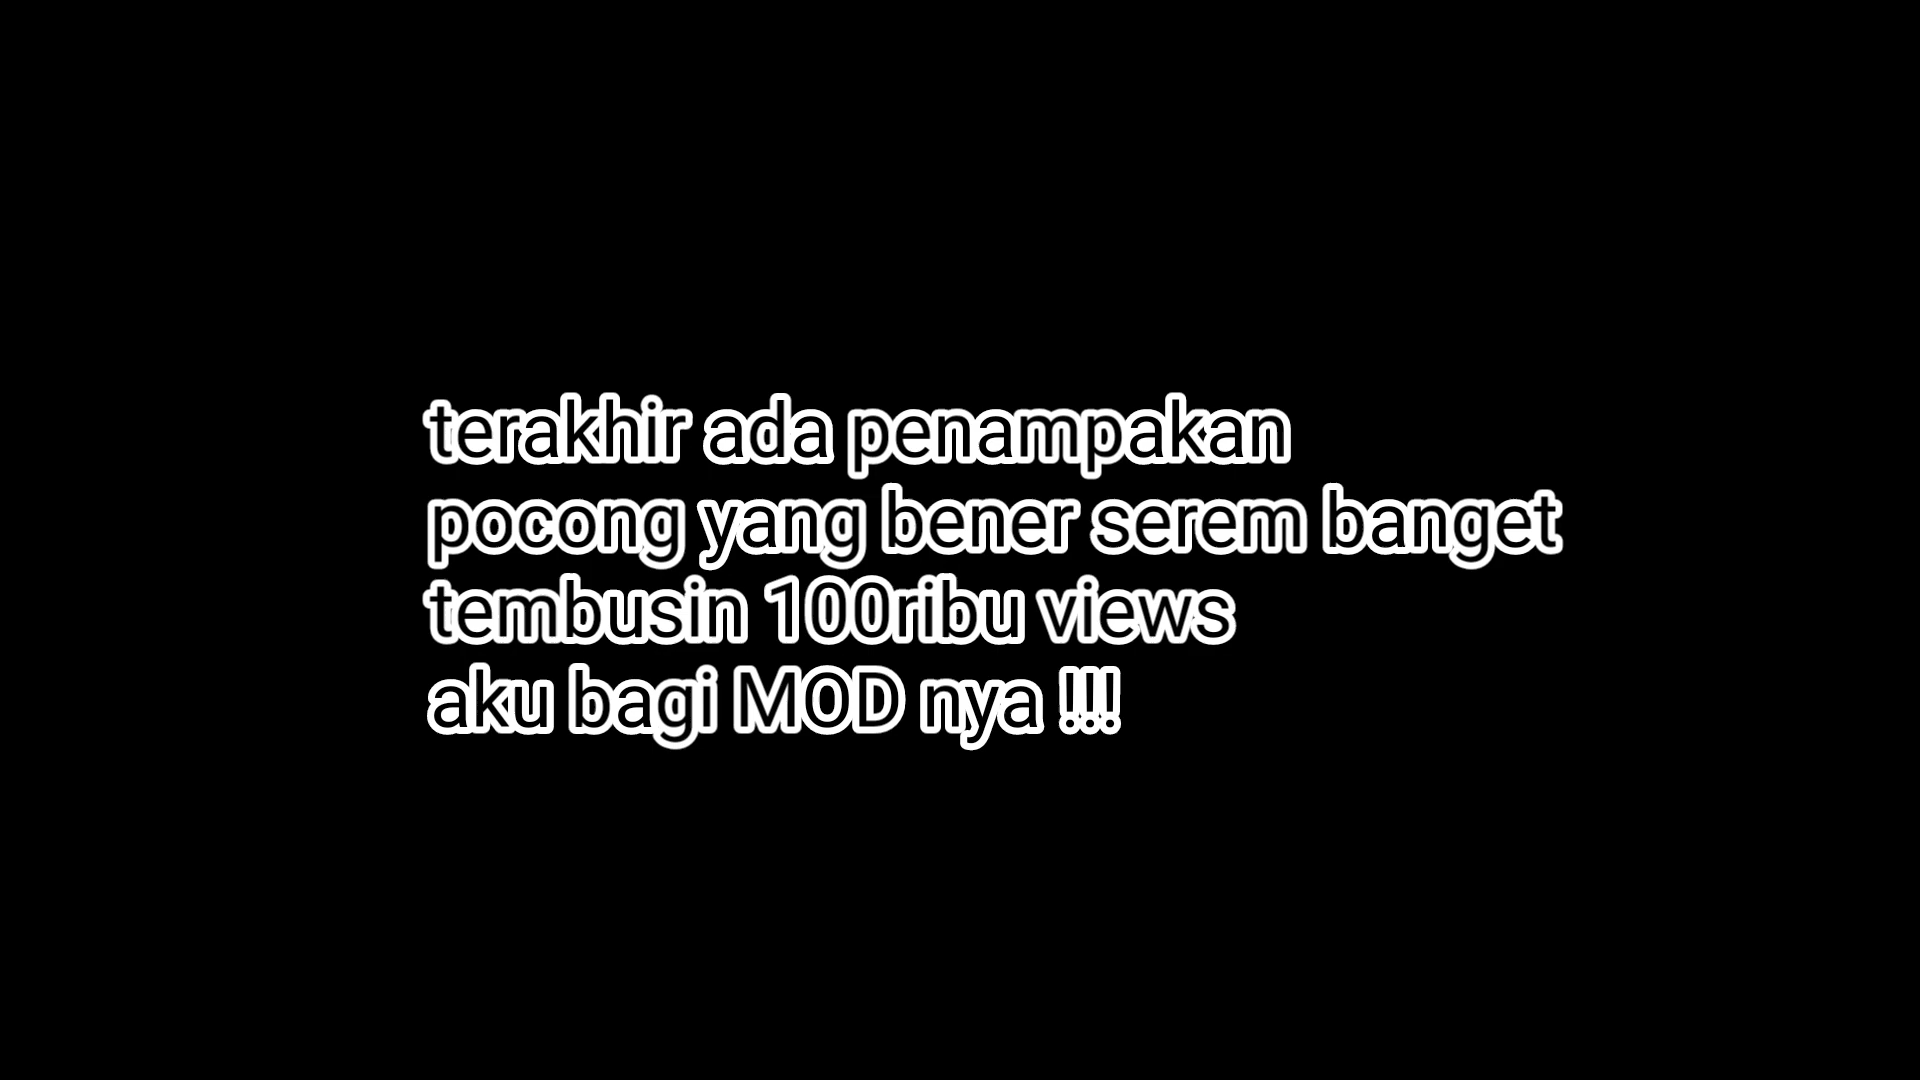 terakhir ada penampakan
pocong yang bener serem banget
tembusin 100ribu views
aku bagi MOD nya !!!